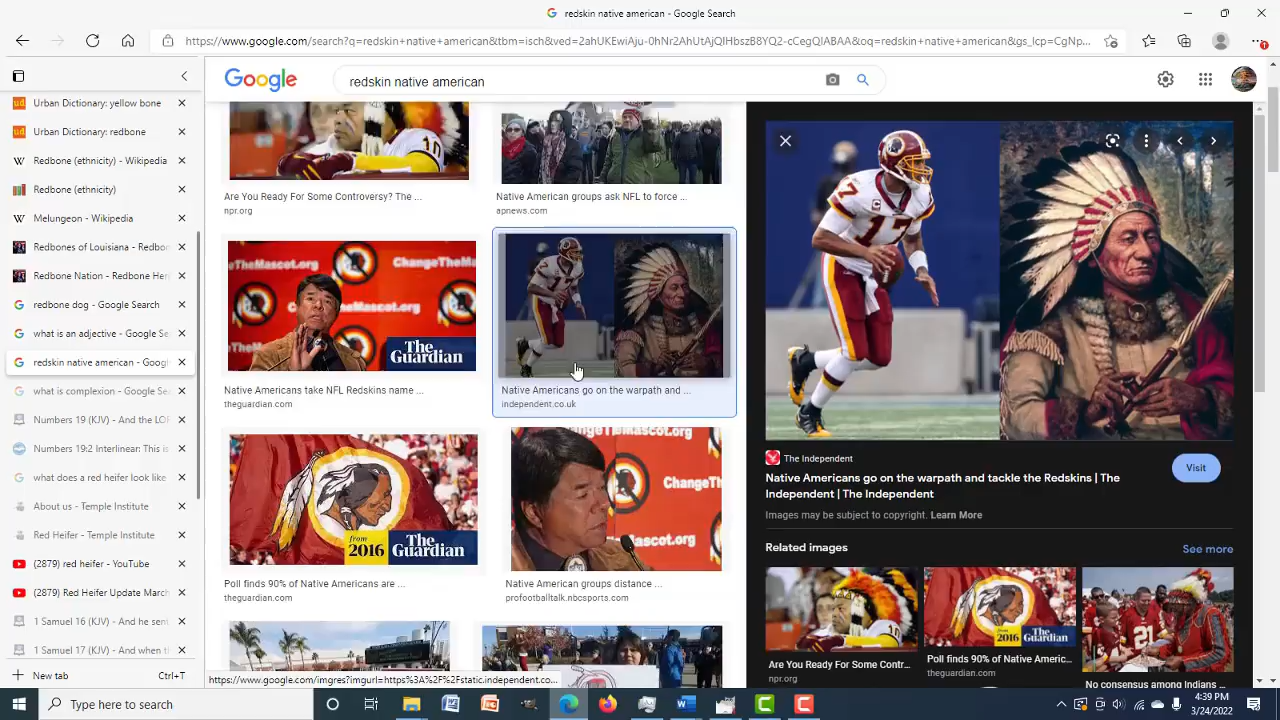 redskin native american - Google Search
https://www.google.com/search?q=redskin+native+american&tbm=isch&ved=2ahUKEwiAju-0hNr2AhUtAjQIHbszB8YQ2-cCegQIABAA&oq=redskin+native+american&gs_lcp=CgNp...
Urban Dictionary: yellow bone
Urban Dictionary: redbone
Redbone (ethnicity) - Wikipedia
Redbone (ethnicity)
Melungeon - Wikipedia
Redbones of Louisiana - Redbo
Redbone Nation - Redbone Her
redbone dog - Google Search
what is an adjective - Google Se
redskin native american - Googl
what is complexion - Google Se
Numbers 19 (KJV) - And the LOR
Numbers 19:2 Interlinear: This is
what does a red heifer look like
About us - Temple Institute
Red Heifer - Temple Institute
(2879) red heifer - YouTube
(2879) Red Heifer Update March
1 Samuel 16 (KJV) - And he sen
1 Samuel 17 (KJV) - And when t
New tab
Ctrl+T
Google
redskin native american
Are You Ready For Some Controversy? The ...
npr.org
Native American groups ask NFL to force ...
apnews.com
ChangeTheMascot.org
The Guardian
Native Americans take NFL Redskins name ...
theguardian.com
Native Americans go on the warpath and ...
independent.co.uk
from 2016
The Guardian
Poll finds 90% of Native Americans are ...
theguardian.com
Native American groups distance ...
profootballtalk.nbcsports.com
https://www.google.com/imgres?imgurl=https%3A%2F%2Fstatic.independent.co...
17
The Independent
Visit
Native Americans go on the warpath and tackle the Redskins | The
Independent | The Independent
Images may be subject to copyright. Learn More
Related images
See more
from 2016
The Guardian
21
Are You Ready For Some Contr...
npr.org
Poll finds 90% of Native Americ...
theguardian.com
No consensus among Indians
Type here to search
4:39 PM
3/24/2022